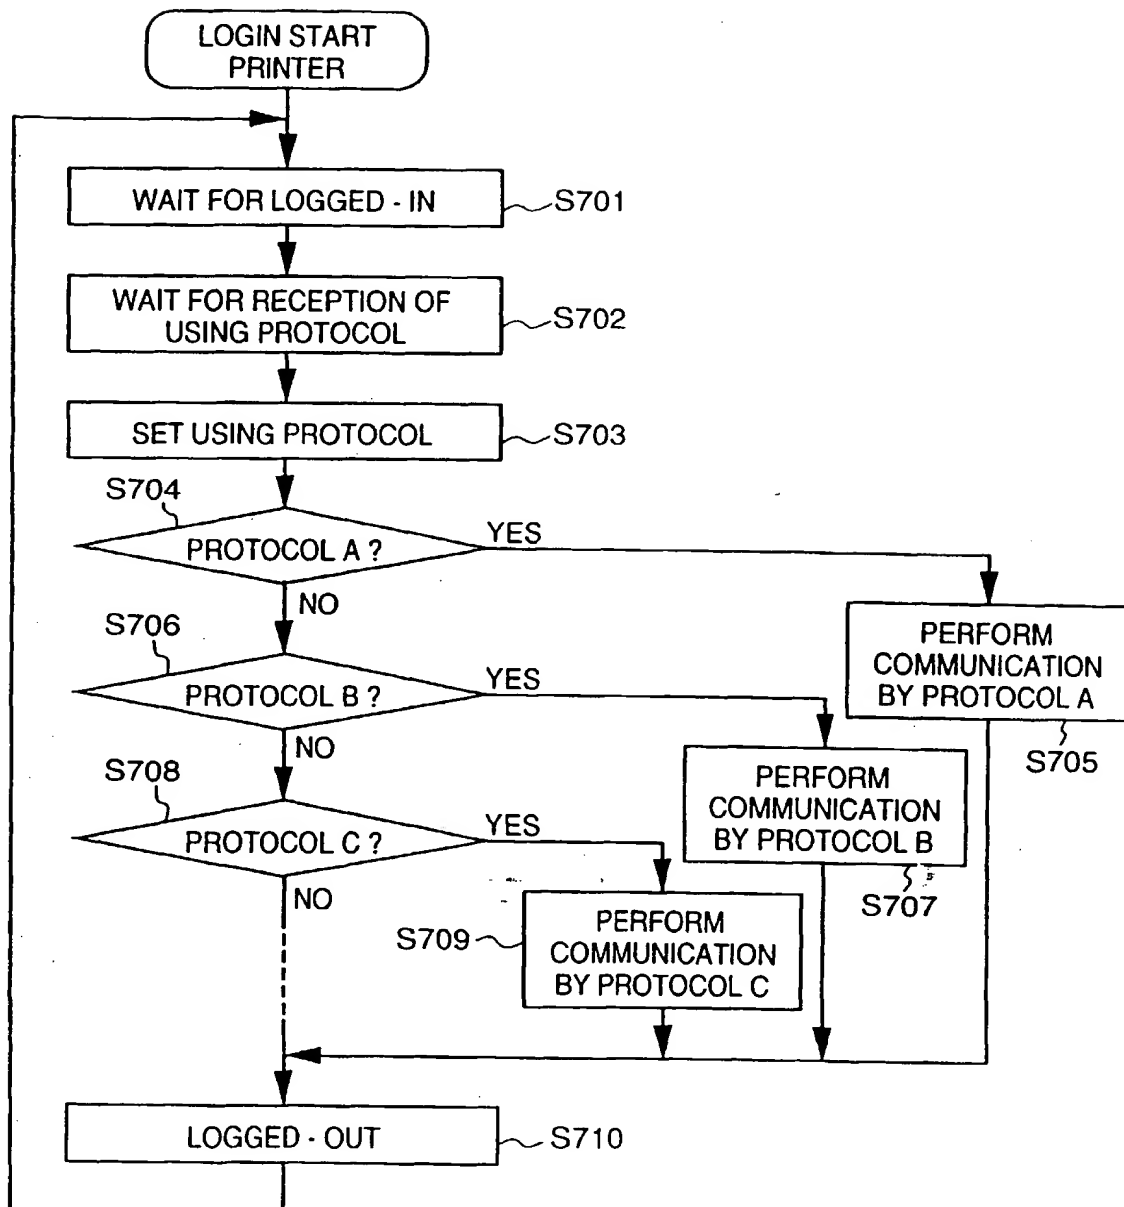 LOGIN START
PRINTER
WAIT FOR LOGGED - IN
S701
WAIT FOR RECEPTION OF
USING PROTOCOL
S702
SET USING PROTOCOL
S703
S704
PROTOCOL A ?
YES
NO
PERFORM
COMMUNICATION
BY PROTOCOL A
S705
S706
PROTOCOL B ?
YES
NO
PERFORM
COMMUNICATION
BY PROTOCOL B
S707
S708
PROTOCOL C ?
YES
NO
PERFORM
COMMUNICATION
BY PROTOCOL C
S709
LOGGED - OUT
S710